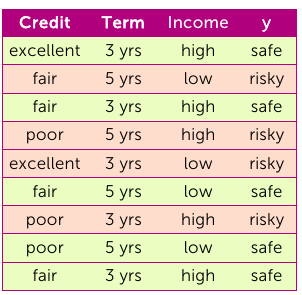 Credit Term Income y
excellent 3 yrs high safe
fair 5 yrs low risky
fair 3 yrs high safe
poor 5 yrs high risky
excellent 3 yrs low risky
fair 5 yrs low safe
poor 3 yrs high risky
poor 5 yrs low safe
fair 3 yrs high safe